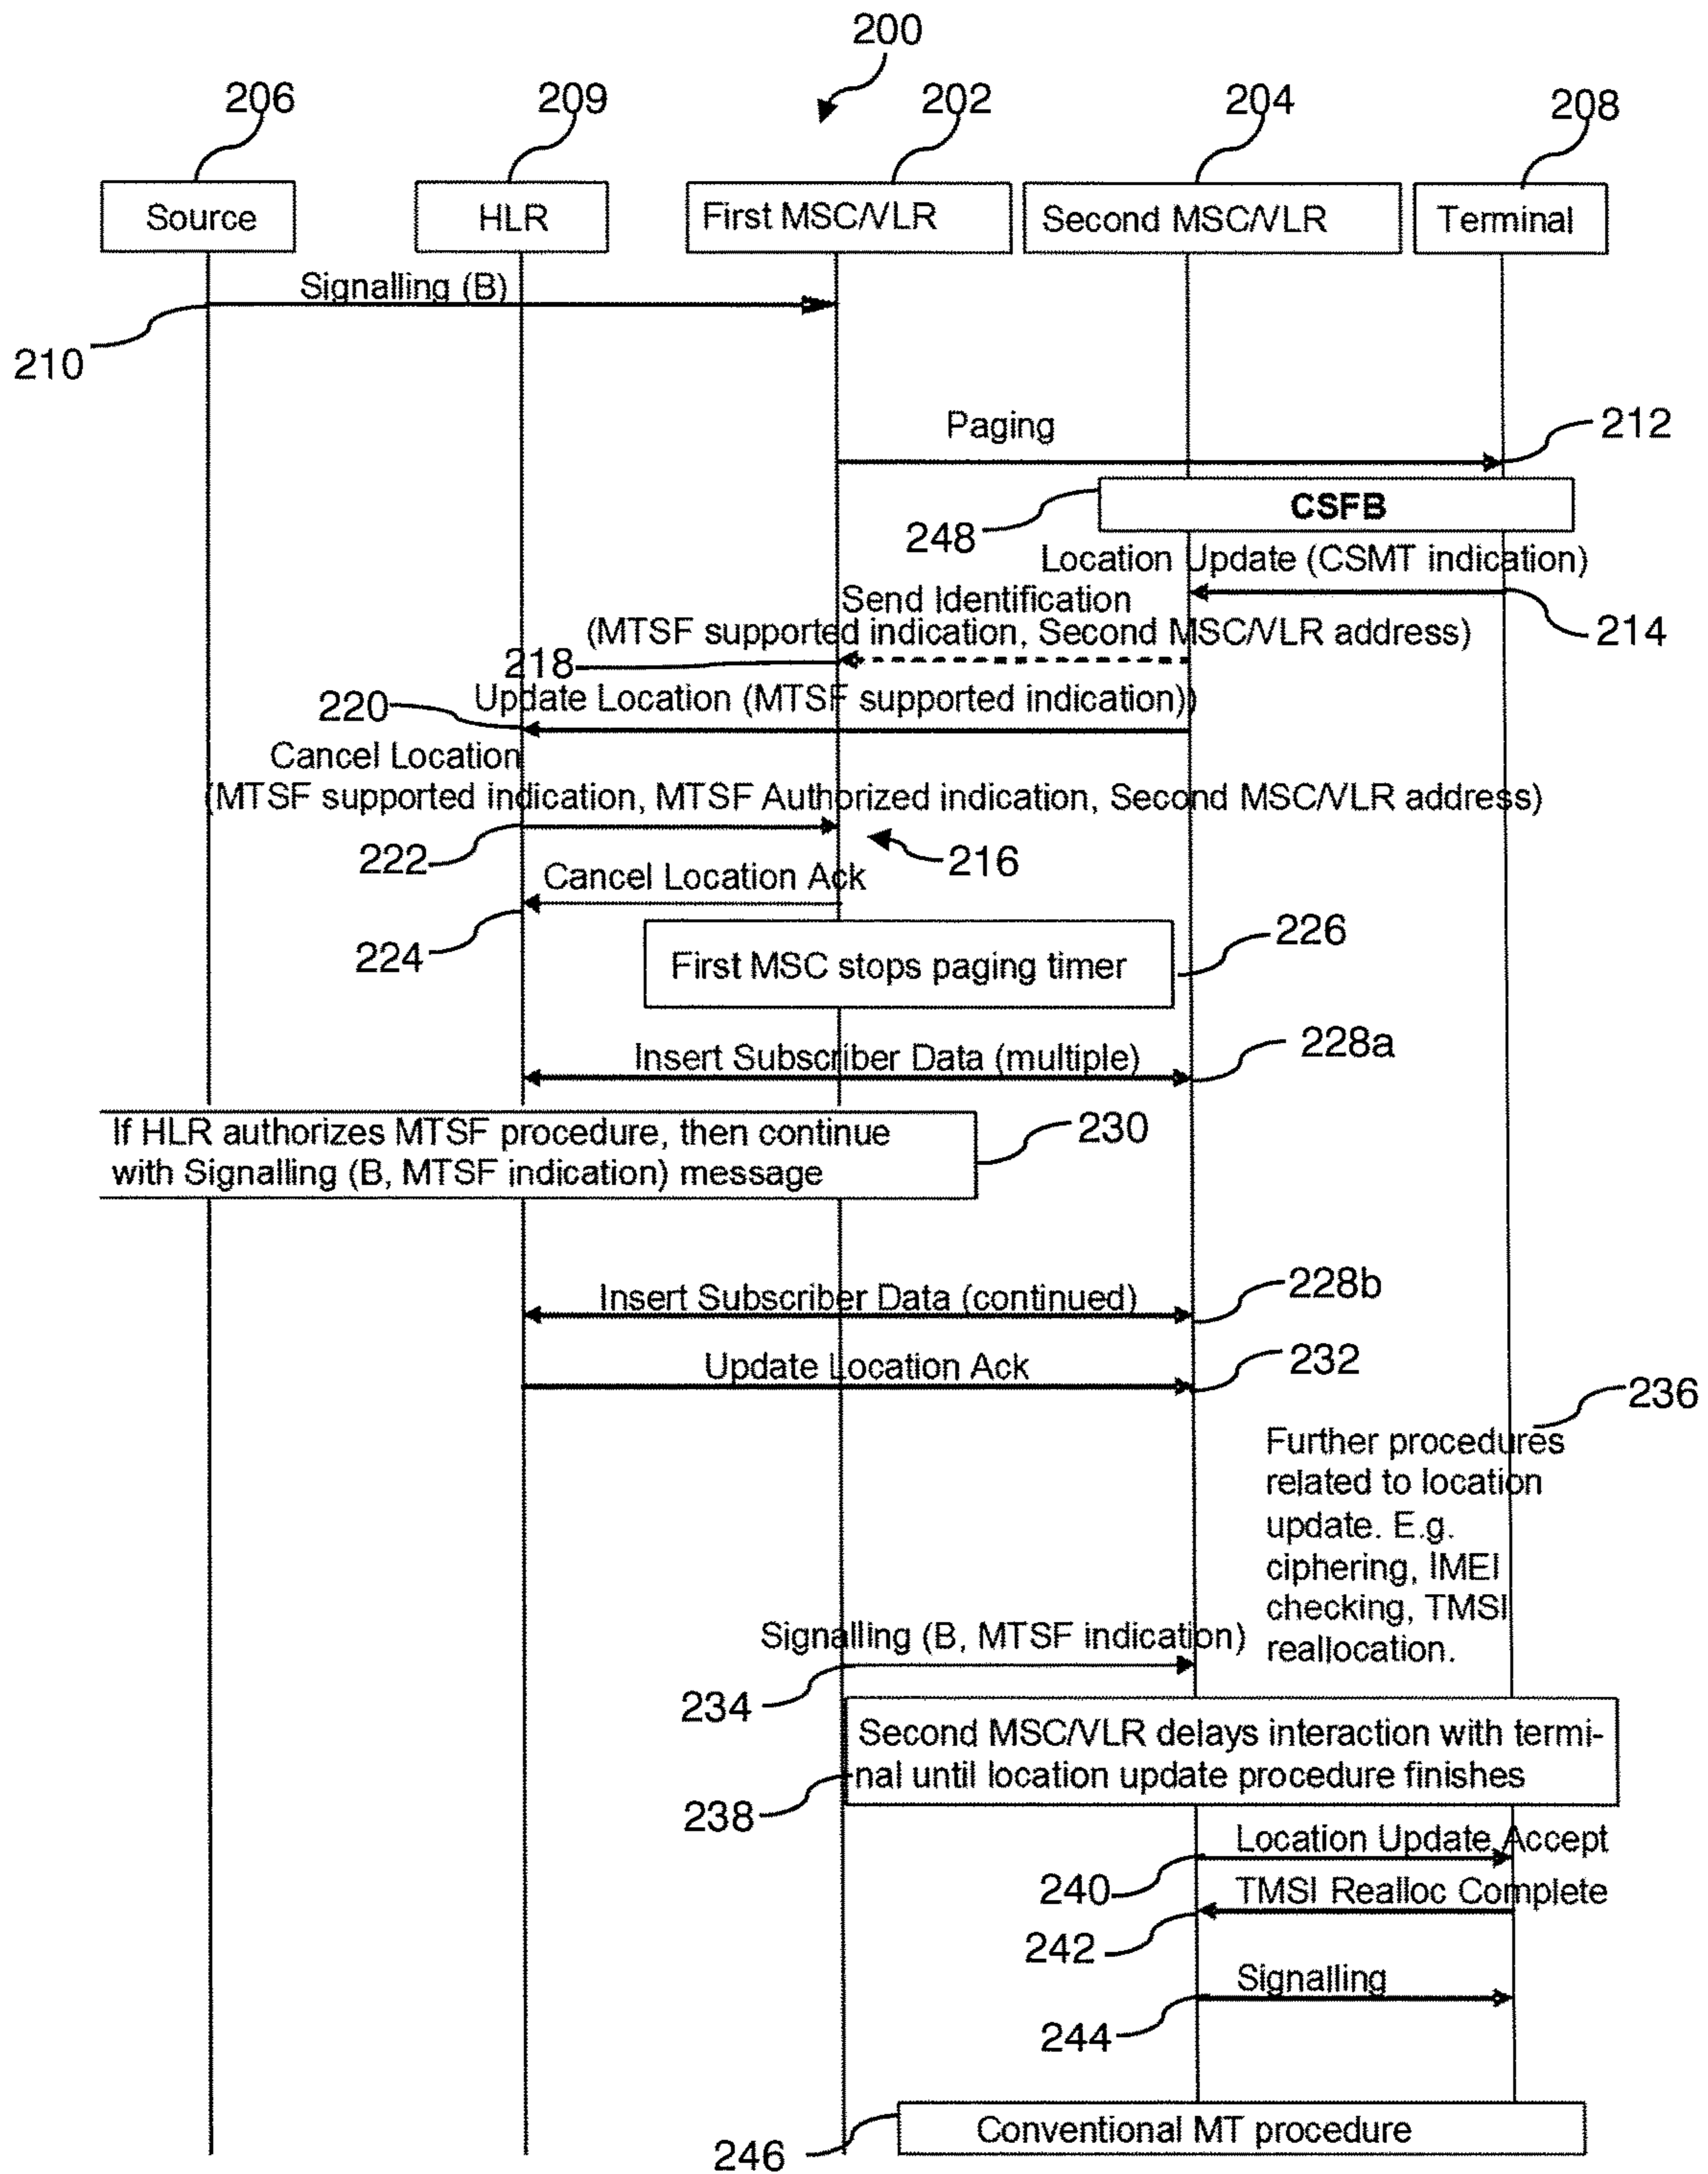 200
206
209
202
204
208
Source
HLR
First MSC/VLR
Second MSC/VLR
Terminal
Signalling (B)
210
Paging
212
CSFB
248
Location Update (CSMT indication)
Send Identification
(MTSF supported indication, Second MSC/VLR address)
214
218
Update Location (MTSF supported indication))
220
Cancel Location
(MTSF supported indication, MTSF Authorized indication, Second MSC/VLR address)
222
216
Cancel Location Ack
224
226
First MSC stops paging timer
228a
Insert Subscriber Data (multiple)
If HLR authorizes MTSF procedure, then continue
with Signalling (B, MTSF indication) message
230
228b
Insert Subscriber Data (continued)
Update Location Ack
232
236
Further procedures
related to location
update. E.g.
ciphering, IMEI
checking, TMSI
reallocation.
Signalling (B, MTSF indication)
234
Second MSC/VLR delays interaction with termi-
nal until location update procedure finishes
238
Location Update Accept
240
TMSI Realloc Complete
242
Signalling
244
Conventional MT procedure
246